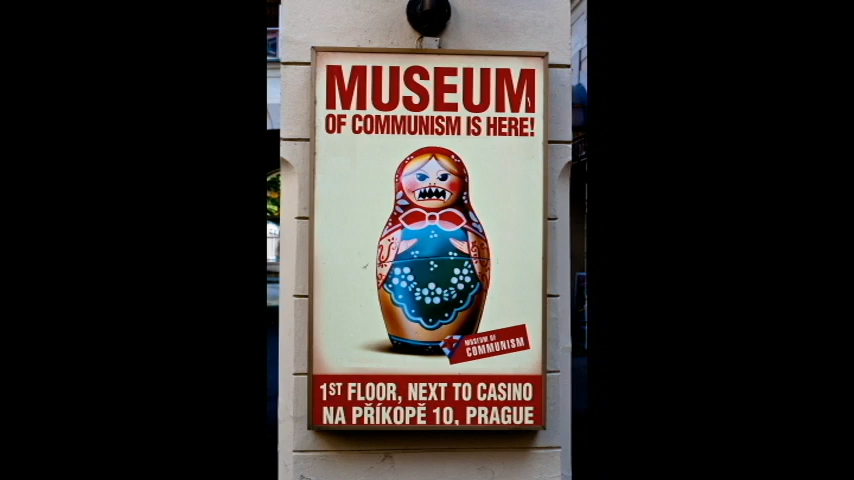 MUSEUM
OF COMMUNISM IS HERE!
MUSEUM OF
COMMUNISM
1ST FLOOR, NEXT TO CASINO
NA PŘÍKOPĚ 10, PRAGUE